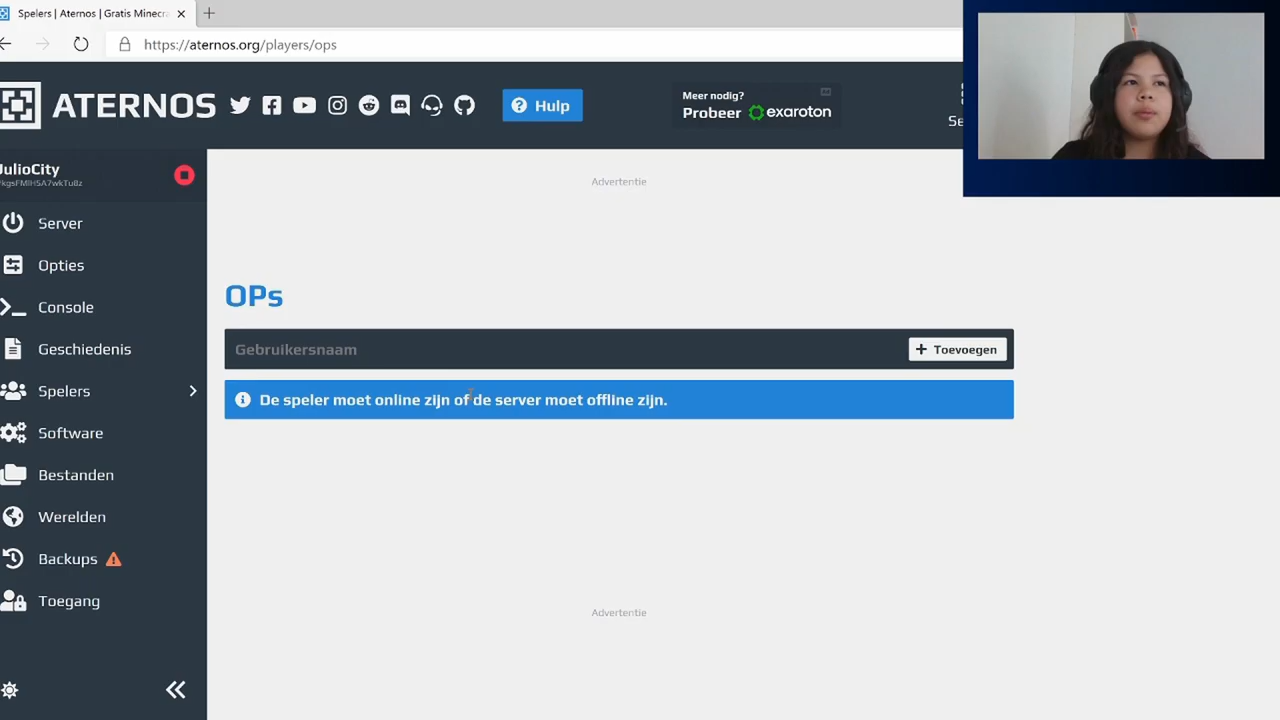 Spelers | Aternos | Gratis Minecra
https://aternos.org/players/ops
ATERNOS
Hulp
Meer nodig?
Probeer exaroton
Se
JulioCity
Server
Opties
Console
Geschiedenis
Spelers
Software
Bestanden
Werelden
Backups
Toegang
Advertentie
OPs
Gebruikersnaam
Toevoegen
De speler moet online zijn of de server moet offline zijn.
Advertentie